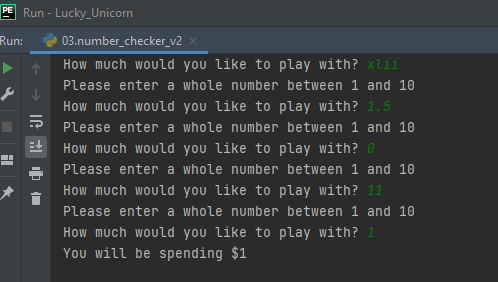 PE
Run - Lucky_Unicorn
Run: 03.number_checker_v2
How much would you like to play with? xlii
Please enter a whole number between 1 and 10
How much would you like to play with? 1.5
Please enter a whole number between 1 and 10
How much would you like to play with? 0
Please enter a whole number between 1 and 10
How much would you like to play with? 11
Please enter a whole number between 1 and 10
How much would you like to play with? 1
You will be spending $1